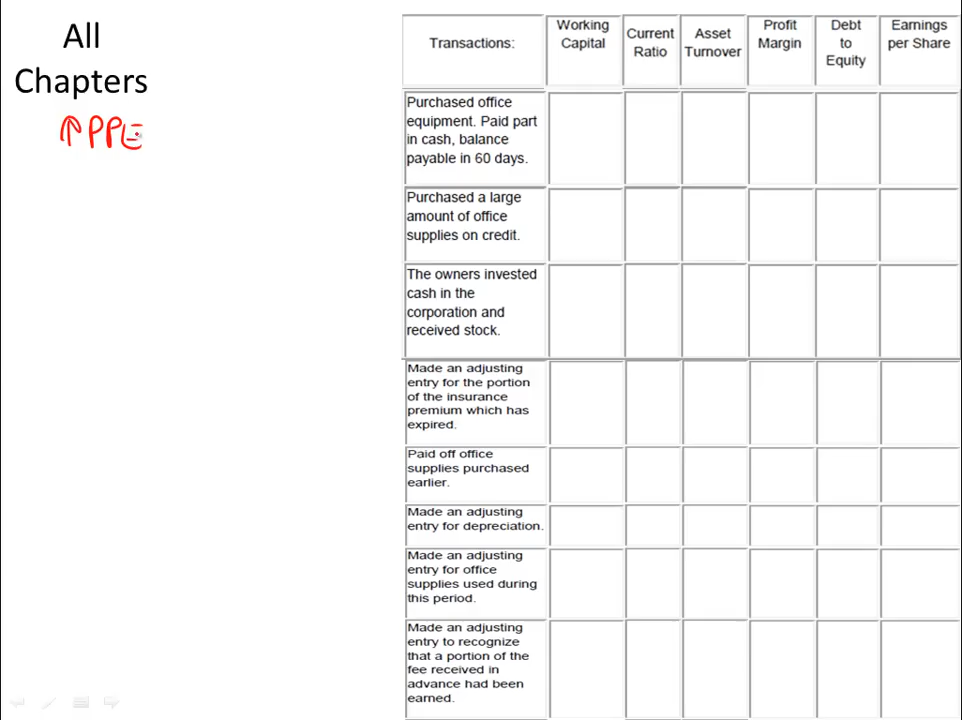 All
Chapters
↑PPE
Transactions:
Working
Capital
Current
Ratio
Asset
Turnover
Profit
Margin
Debt
to
Equity
Earnings
per Share
Purchased office
equipment. Paid part
in cash, balance
payable in 60 days.
Purchased a large
amount of office
supplies on credit.
The owners invested
cash in the
corporation and
received stock.
Made an adjusting
entry for the portion
of the insurance
premium which has
expired.
Paid off office
supplies purchased
earlier.
Made an adjusting
entry for depreciation.
Made an adjusting
entry for office
supplies used during
this period.
Made an adjusting
entry to recognize
that a portion of the
fee received in
advance had been
earned.